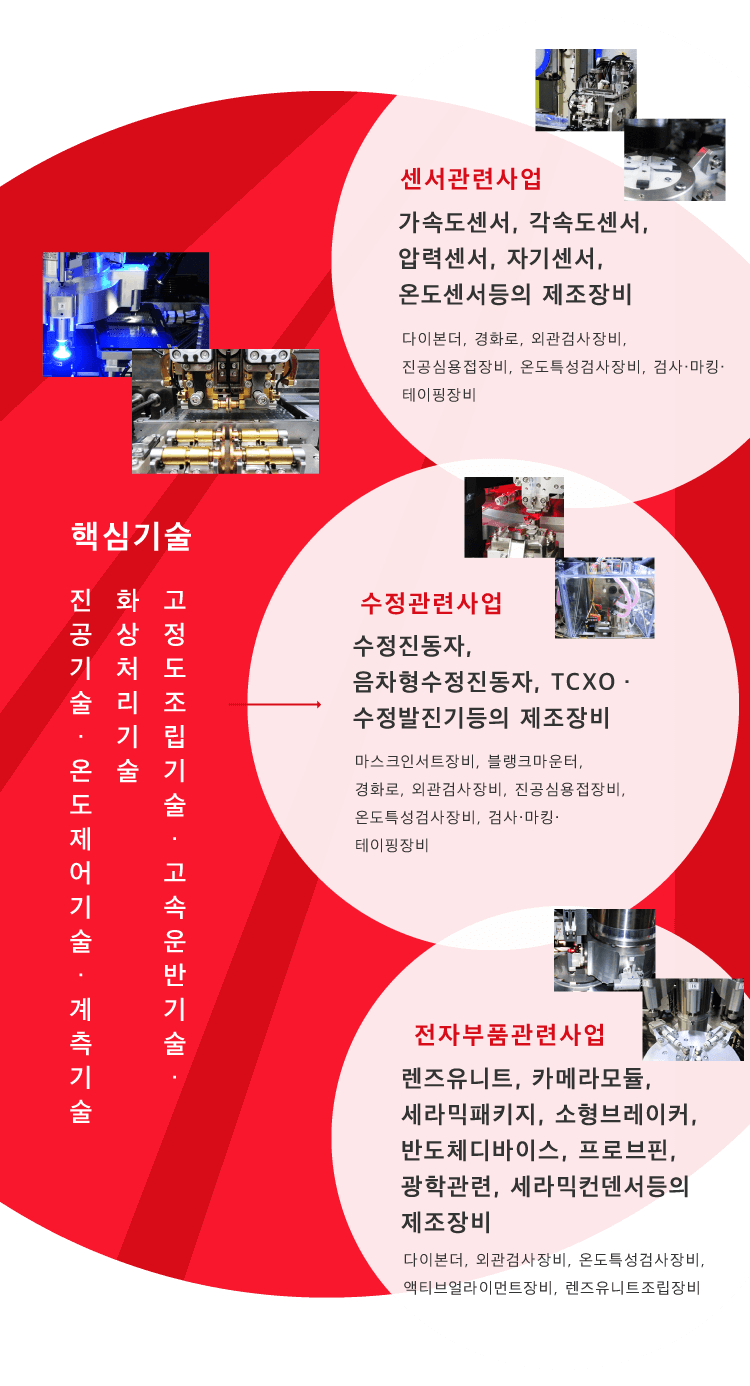 센서관련사업
가속도센서, 각속도센서,
압력센서, 자기센서,
온도센서등의 제조장비
다이본더, 경화로, 외관검사장비,
진공심용접장비, 온도특성검사장비, 검사·마킹·
테이핑장비
핵심기술
고정도조립기술·고속운반기술·
화상처리기술
진공기술·온도제어기술·계측기술
수정관련사업
수정진동자,
음차형수정진동자, TCXO ·
수정발진기등의 제조장비
마스크인서트장비, 블랭크마운터,
경화로, 외관검사장비, 진공심용접장비,
온도특성검사장비, 검사·마킹·
테이핑장비
전자부품관련사업
렌즈유니트, 카메라모듈,
세라믹패키지, 소형브레이커,
반도체디바이스, 프로브핀,
광학관련, 세라믹컨덴서등의
제조장비
다이본더, 외관검사장비, 온도특성검사장비,
액티브얼라이먼트장비, 렌즈유니트조립장비